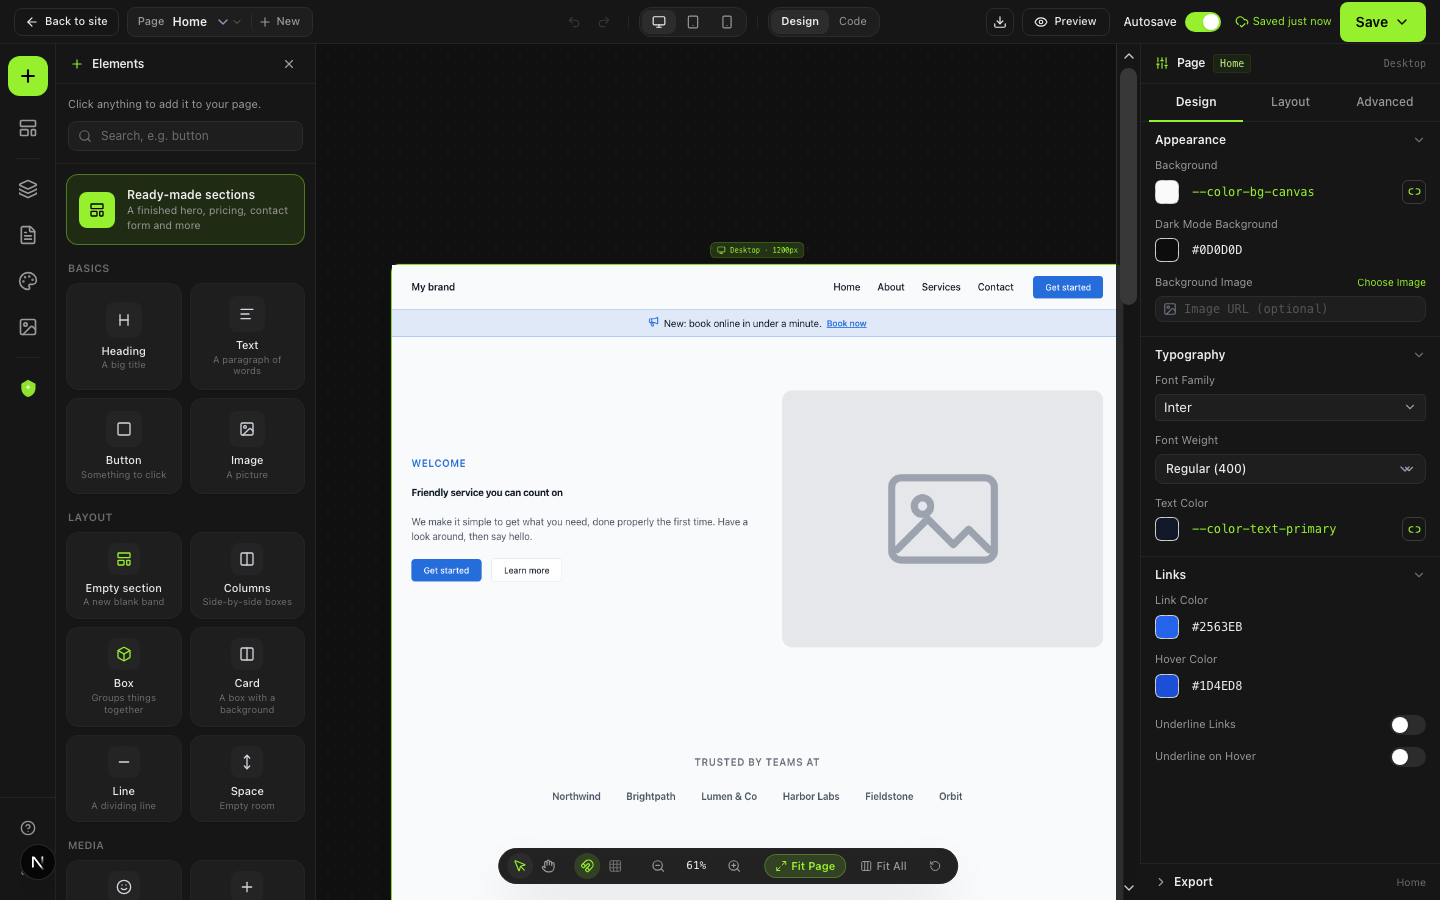 Back to site
Page Home
New
Design
Code
Preview
Autosave
Saved just now
Save
Elements
Click anything to add it to your page.
Search, e.g. button
Ready-made sections
A finished hero, pricing, contact
form and more
BASICS
Heading
A big title
Text
A paragraph of
words
Button
Something to click
Image
A picture
LAYOUT
Empty section
A new blank band
Columns
Side-by-side boxes
Box
Groups things
together
Card
A box with a
background
Line
A dividing line
Space
Empty room
MEDIA
N
Desktop · 1200px
My brand
Home
About
Services
Contact
Get started
New: book online in under a minute. Book now
WELCOME
Friendly service you can count on
We make it simple to get what you need, done properly the first time. Have a
look around, then say hello.
Get started
Learn more
TRUSTED BY TEAMS AT
Northwind
Brightpath
Lumen & Co
Harbor Labs
Fieldstone
Orbit
61%
Fit Page
Fit All
Page Home
Desktop
Design
Layout
Advanced
Appearance
Background
--color-bg-canvas
Dark Mode Background
#0D0D0D
Background Image
Choose Image
Image URL (optional)
Typography
Font Family
Inter
Font Weight
Regular (400)
Text Color
--color-text-primary
Links
Link Color
#2563EB
Hover Color
#1D4ED8
Underline Links
Underline on Hover
Export
Home